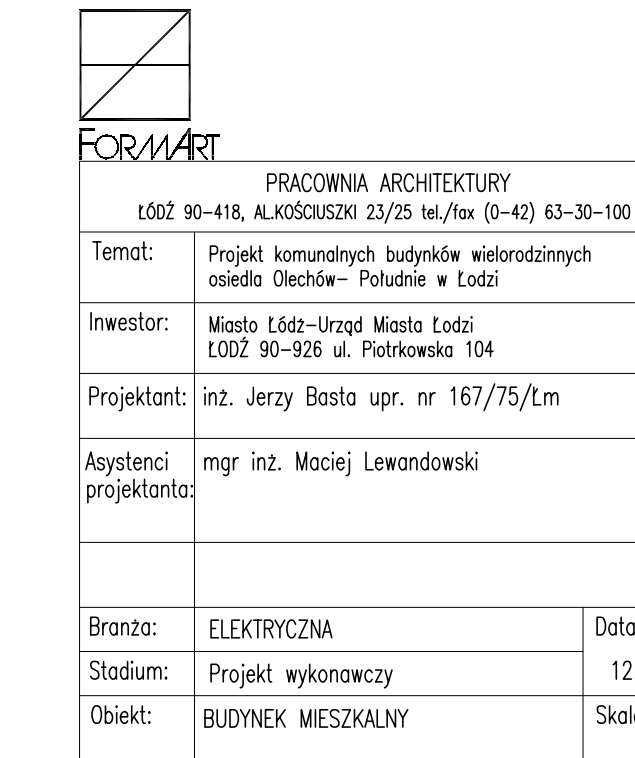 FORMART
PRACOWNIA ARCHITEKTURY
ŁÓDŹ 90-418, AL.KOŚCIUSZKI 23/25 tel./fax (0-42) 63-30-100
Temat:
Projekt komunalnych budynków wielorodzinnych
osiedla Olechów- Południe w Łodzi
Inwestor:
Miasto Łódź-Urząd Miasta Łodzi
ŁODŹ 90-926 ul. Piotrkowska 104
Projektant: inż. Jerzy Basta upr. nr 167/75/Łm
Asystenci
projektanta:
mgr inż. Maciej Lewandowski
Branża: ELEKTRYCZNA Data
Stadium: Projekt wykonawczy 12
Obiekt: BUDYNEK MIESZKALNY